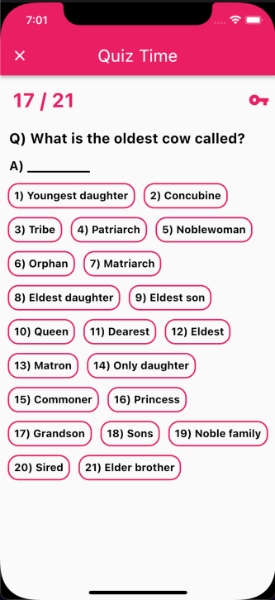 7:01
Quiz Time
17 / 21
Q) What is the oldest cow called?
A) __________
1) Youngest daughter 2) Concubine
3) Tribe 4) Patriarch 5) Noblewoman
6) Orphan 7) Matriarch
8) Eldest daughter 9) Eldest son
10) Queen 11) Dearest 12) Eldest
13) Matron 14) Only daughter
15) Commoner 16) Princess
17) Grandson 18) Sons 19) Noble family
20) Sired 21) Elder brother